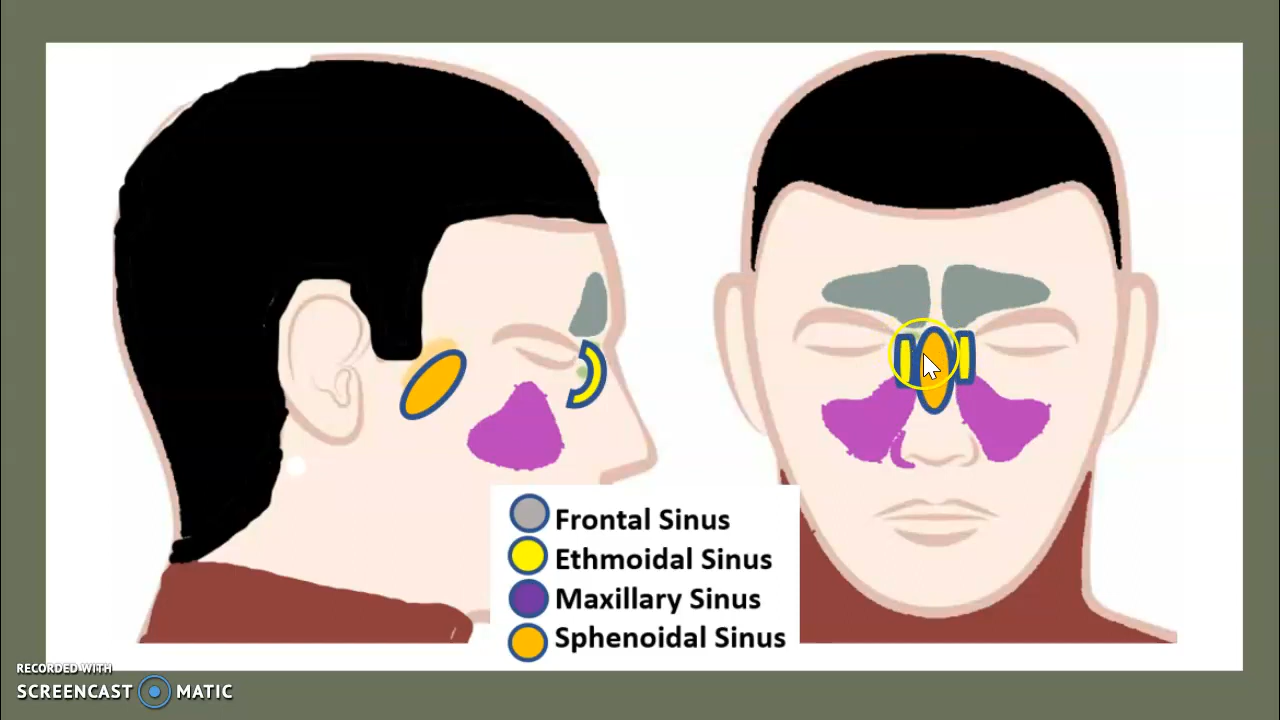 Frontal Sinus
Ethmoidal Sinus
Maxillary Sinus
Sphenoidal Sinus
RECORDED WITH
SCREENCAST MATIC